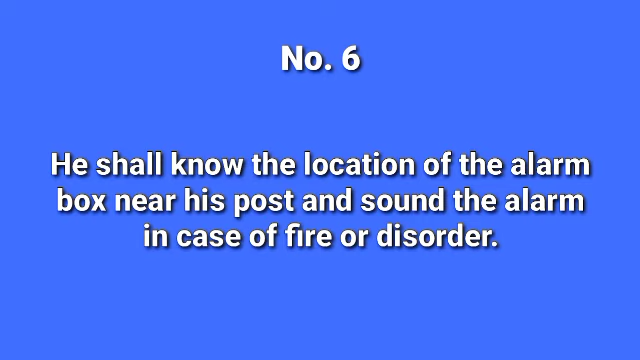 No. 6
He shall know the location of the alarm
box near his post and sound the alarm
in case of fire or disorder.